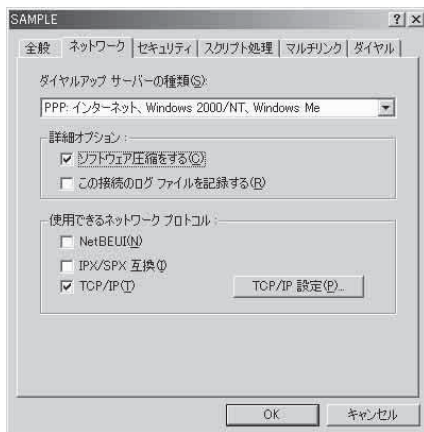 SAMPLE
全般 ネットワーク セキュリティ スクリプト処理 マルチリンク ダイヤル
ダイヤルアップ サーバーの種類(S):
PPP: インターネット、Windows 2000/NT、Windows Me
詳細オプション:
ソフトウェア圧縮をする(C)
この接続のログ ファイルを記録する(R)
使用できるネットワーク プロトコル:
NetBEUI(N)
IPX/SPX 互換(I)
TCP/IP(T) TCP/IP 設定(P)...
OK キャンセル